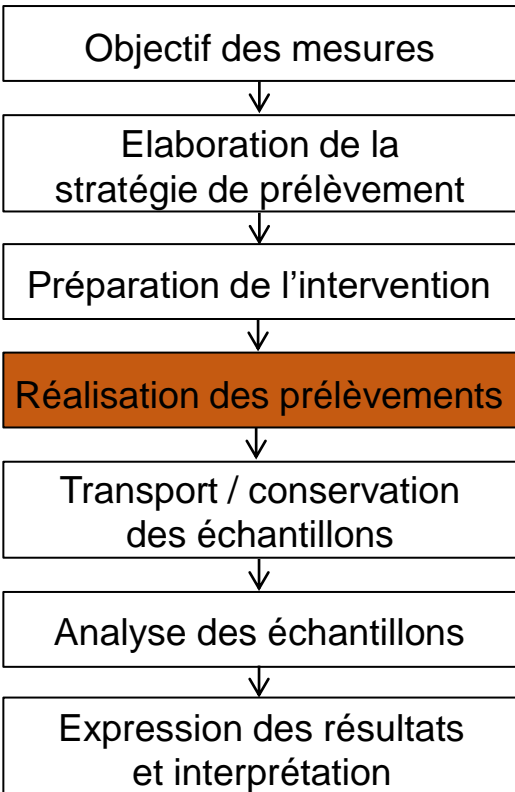 Objectif des mesures
Elaboration de la
stratégie de prélèvement
Préparation de l’intervention
Réalisation des prélèvements
Transport / conservation
des échantillons
Analyse des échantillons
Expression des résultats
et interprétation